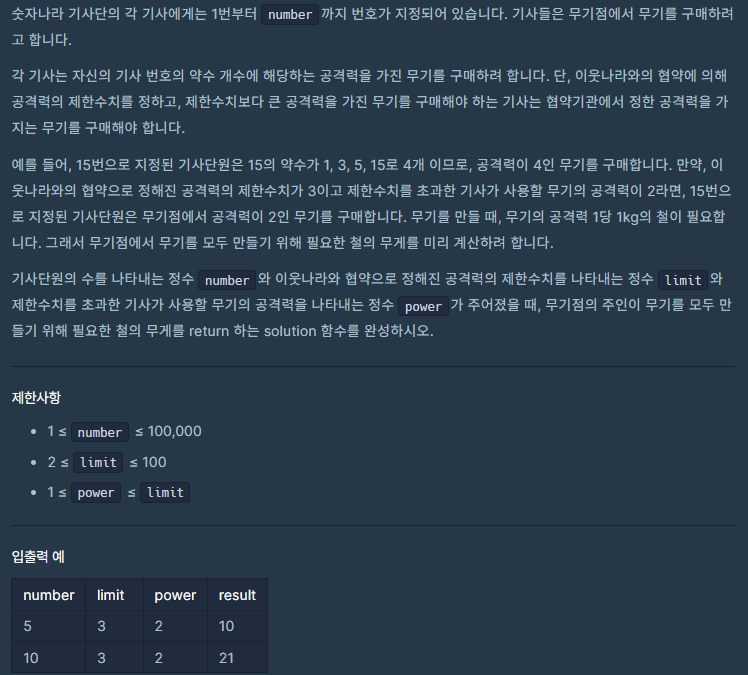 숫자나라 기사단의 각 기사에게는 1번부터 number 까지 번호가 지정되어 있습니다. 기사들은 무기점에서 무기를 구매하려
고 합니다.
각 기사는 자신의 기사 번호의 약수 개수에 해당하는 공격력을 가진 무기를 구매하려 합니다. 단, 이웃나라와의 협약에 의해
공격력의 제한수치를 정하고, 제한수치보다 큰 공격력을 가진 무기를 구매해야 하는 기사는 협약기관에서 정한 공격력을 가
지는 무기를 구매해야 합니다.
예를 들어, 15번으로 지정된 기사단원은 15의 약수가 1, 3, 5, 15로 4개 이므로, 공격력이 4인 무기를 구매합니다. 만약, 이
웃나라와의 협약으로 정해진 공격력의 제한수치가 3이고 제한수치를 초과한 기사가 사용할 무기의 공격력이 2라면, 15번으
로 지정된 기사단원은 무기점에서 공격력이 2인 무기를 구매합니다. 무기를 만들 때, 무기의 공격력 1당 1kg의 철이 필요합
니다. 그래서 무기점에서 무기를 모두 만들기 위해 필요한 철의 무게를 미리 계산하려 합니다.
기사단원의 수를 나타내는 정수 number 와 이웃나라와 협약으로 정해진 공격력의 제한수치를 나타내는 정수 limit 와
제한수치를 초과한 기사가 사용할 무기의 공격력을 나타내는 정수 power 가 주어졌을 때, 무기점의 주인이 무기를 모두 만
들기 위해 필요한 철의 무게를 return 하는 solution 함수를 완성하시오.
제한사항
• 1 ≤ number ≤ 100,000
• 2 ≤ limit ≤ 100
• 1 ≤ power ≤ limit
입출력 예
number limit power result
5 3 2 10
10 3 2 21